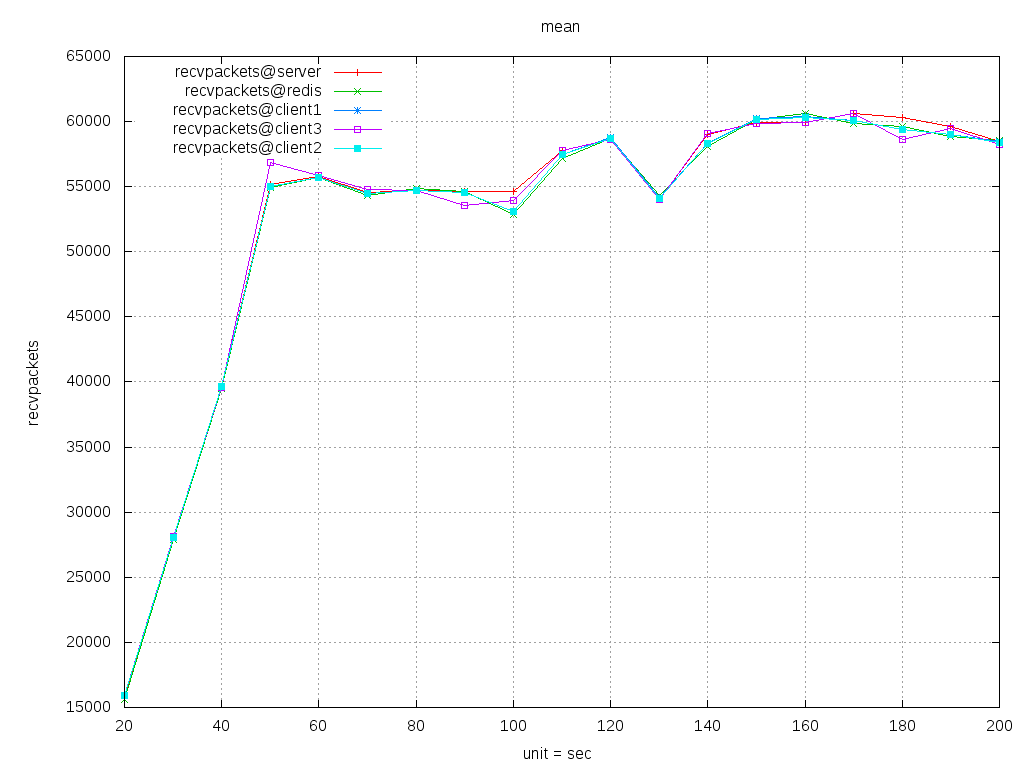 mean
65000
60000
55000
50000
45000
40000
35000
30000
25000
20000
15000
recvpackets@server
recvpackets@redis
recvpackets@client1
recvpackets@client3
recvpackets@client2
recvpackets
20 40 60 80 100 120 140 160 180 200
unit = sec